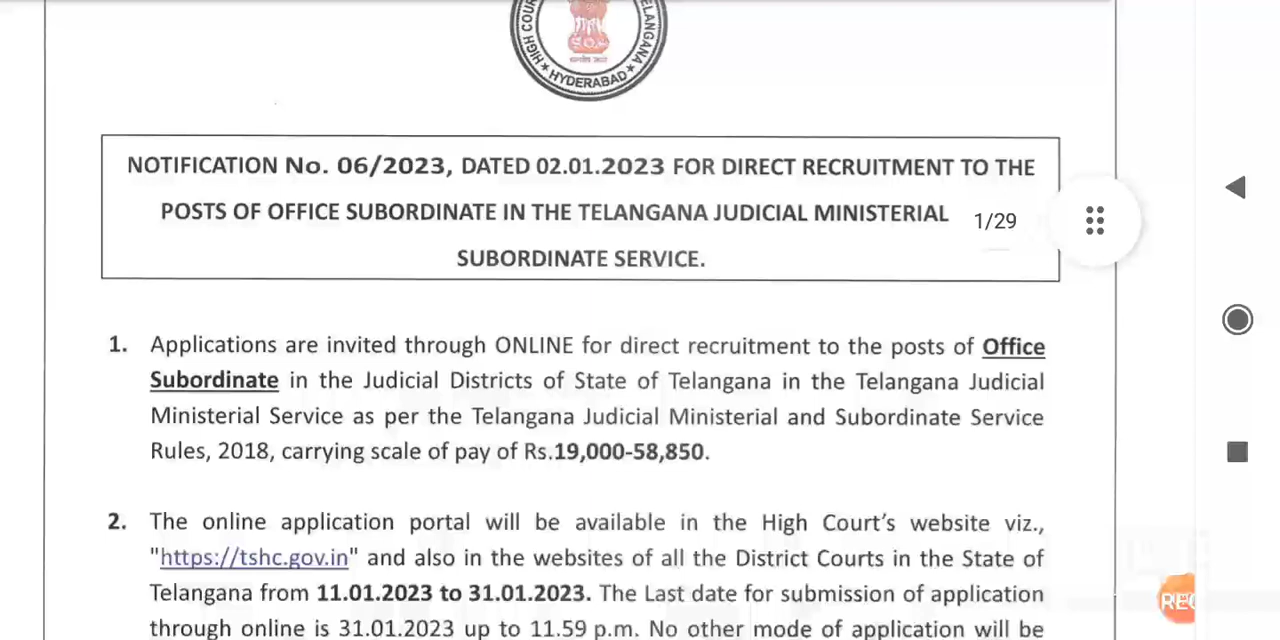 HIGH COUR
ELANGANA
★ HYDERABAD ★
NOTIFICATION No. 06/2023, DATED 02.01.2023 FOR DIRECT RECRUITMENT TO THE
POSTS OF OFFICE SUBORDINATE IN THE TELANGANA JUDICIAL MINISTERIAL
1/29
SUBORDINATE SERVICE.
1. Applications are invited through ONLINE for direct recruitment to the posts of Office
Subordinate in the Judicial Districts of State of Telangana in the Telangana Judicial
Ministerial Service as per the Telangana Judicial Ministerial and Subordinate Service
Rules, 2018, carrying scale of pay of Rs.19,000-58,850.
2. The online application portal will be available in the High Court's website viz.,
"https://tshc.gov.in" and also in the websites of all the District Courts in the State of
Telangana from 11.01.2023 to 31.01.2023. The Last date for submission of application
through online is 31.01.2023 up to 11.59 p.m. No other mode of application will be
REC